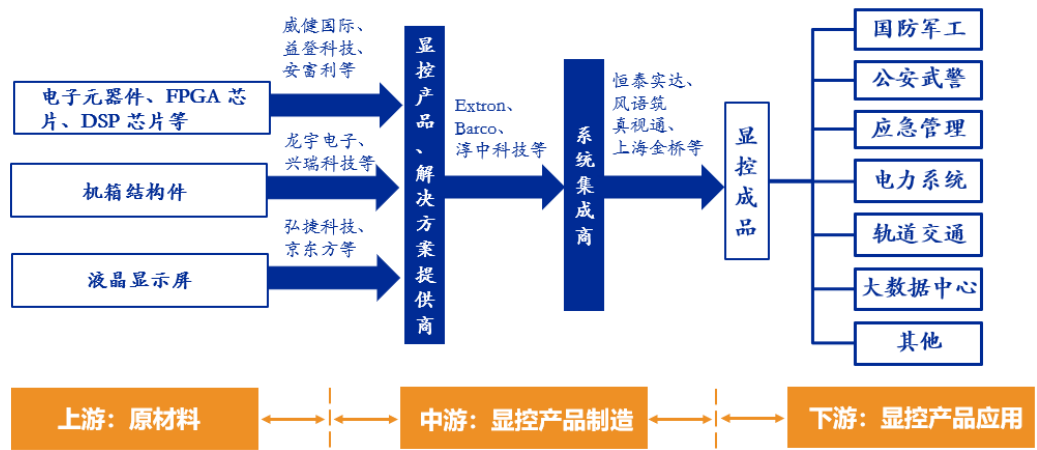 威健国际、
益登科技、
安富利等
电子元器件、FPGA 芯
片、DSP 芯片等
龙宇电子、
兴瑞科技等
机箱结构件
弘捷科技、
京东方等
液晶显示屏
显控产品、解决方案提供商
Extron、
Barco、
淳中科技等
系统集成商
恒泰实达、
风语筑
真视通、
上海金桥等
显控成品
国防军工
公安武警
应急管理
电力系统
轨道交通
大数据中心
其他
上游：原材料
中游：显控产品制造
下游：显控产品应用